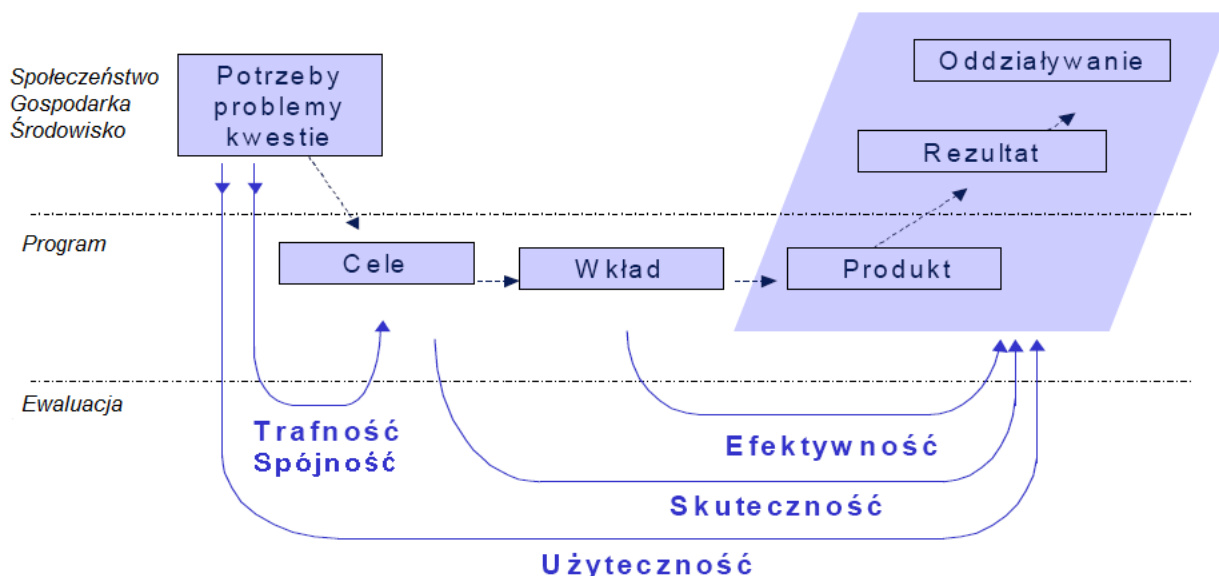 Społeczeństwo
Gospodarka
Środowisko
Potrzeby
problemy
kwestie
Oddziaływanie
Rezultat
Program
Cele
Wkład
Produkt
Ewaluacja
Trafność
Spójność
Efektywność
Skuteczność
Użyteczność